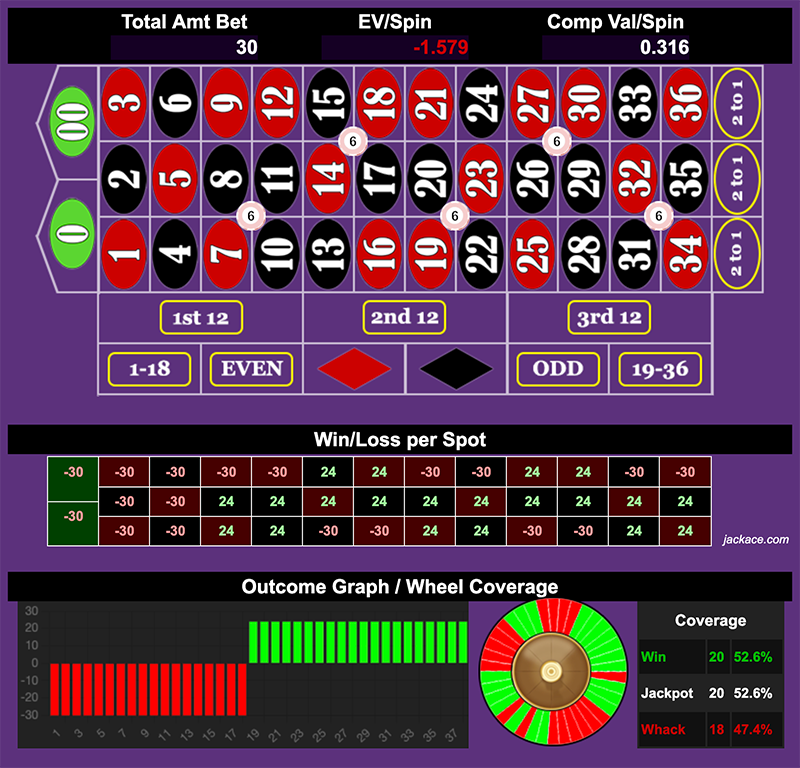 Total Amt Bet EV/Spin Comp Val/Spin
30 -1.579 0.316
00 3 6 9 12 15 18 21 24 27 30 33 36 2 to 1
6 6
0 2 5 8 11 14 17 20 23 26 29 32 35 2 to 1
6 6 6
1 4 7 10 13 16 19 22 25 28 31 34 2 to 1
1st 12 2nd 12 3rd 12
1-18 EVEN ODD 19-36
Win/Loss per Spot
-30 -30 -30 -30 -30 24 24 -30 -30 24 24 -30 -30
-30 -30 24 24 24 24 24 24 24 24 24 24
-30 -30 -30 24 24 -30 -30 24 24 -30 -30 24 24
jackace.com
Outcome Graph / Wheel Coverage
30
20
10
0
-10
-20
-30
1 3 5 7 9 11 13 15 17 19 21 23 25 27 29 31 33 35 37
Coverage
Win 20 52.6%
Jackpot 20 52.6%
Whack 18 47.4%